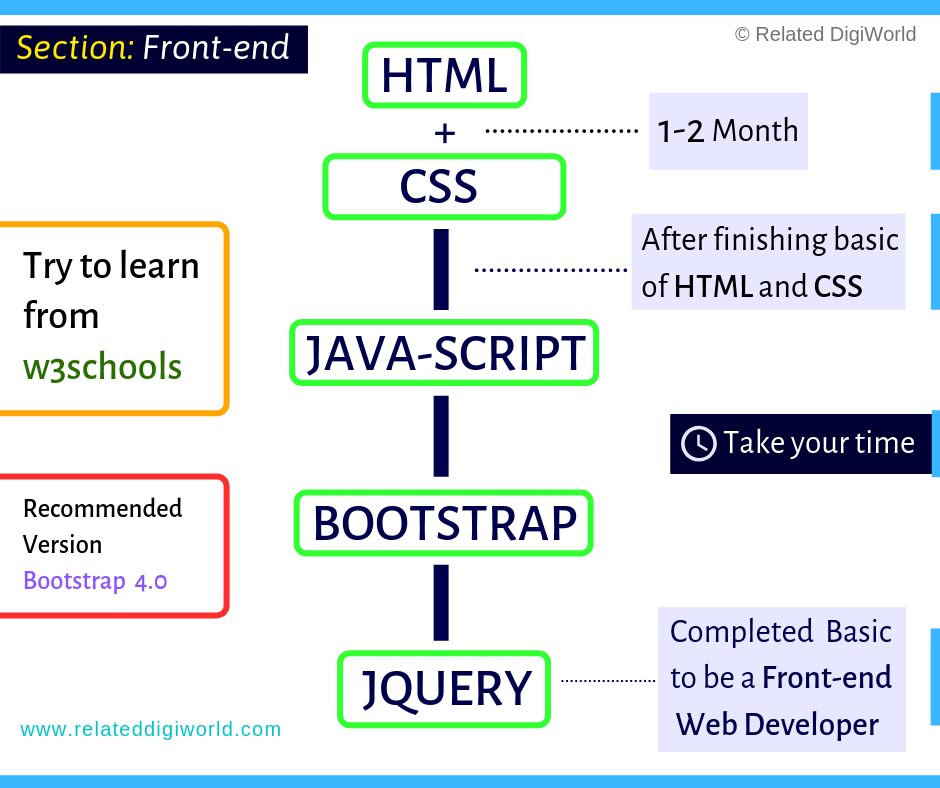 Section: Front-end
© Related DigiWorld
HTML
+
1-2 Month
CSS
After finishing basic
of HTML and CSS
Try to learn
from
w3schools
JAVA-SCRIPT
Take your time
Recommended
Version
Bootstrap 4.0
BOOTSTRAP
JQUERY
Completed Basic
to be a Front-end
Web Developer
www.relateddigiworld.com